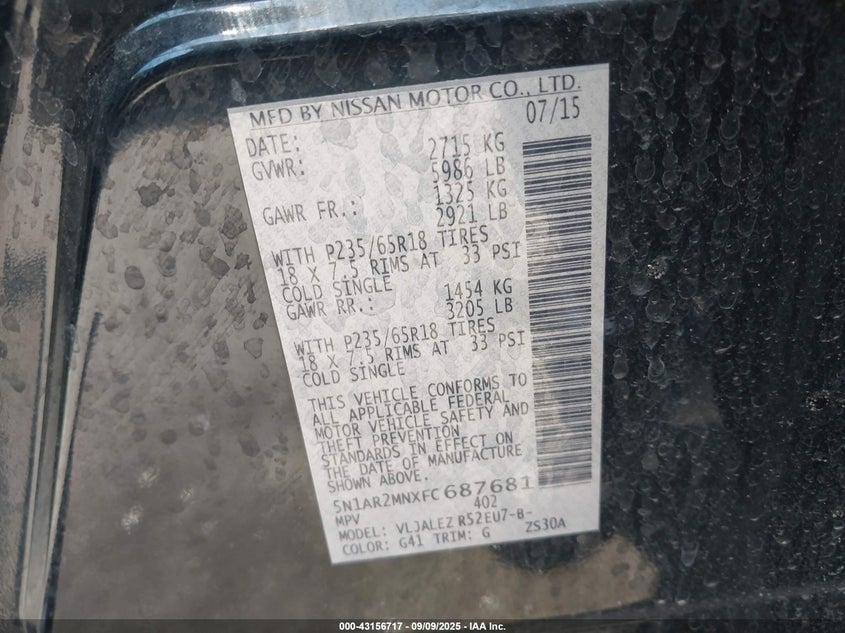 MFD BY NISSAN MOTOR CO., LTD.
DATE: 07/15
GVWR: 2715 KG
5986 LB
GAWR FR.: 1325 KG
2921 LB
WITH P235/65R18 TIRES
18 X 7.5 RIMS AT 33 PSI
COLD SINGLE
GAWR RR.: 1454 KG
3205 LB
WITH P235/65R18 TIRES
18 X 7.5 RIMS AT 33 PSI
COLD SINGLE
THIS VEHICLE CONFORMS TO
ALL APPLICABLE FEDERAL
MOTOR VEHICLE SAFETY AND
THEFT PREVENTION
STANDARDS IN EFFECT ON
THE DATE OF MANUFACTURE
SHOWN ABOVE.
5N1AR2MNXFC687681
MPV 402
MODEL: VLJALEZ R52EU7-B-
COLOR: G41 TRIM: G ZS30A
000-43156717 - 09/09/2025 - IAA Inc.